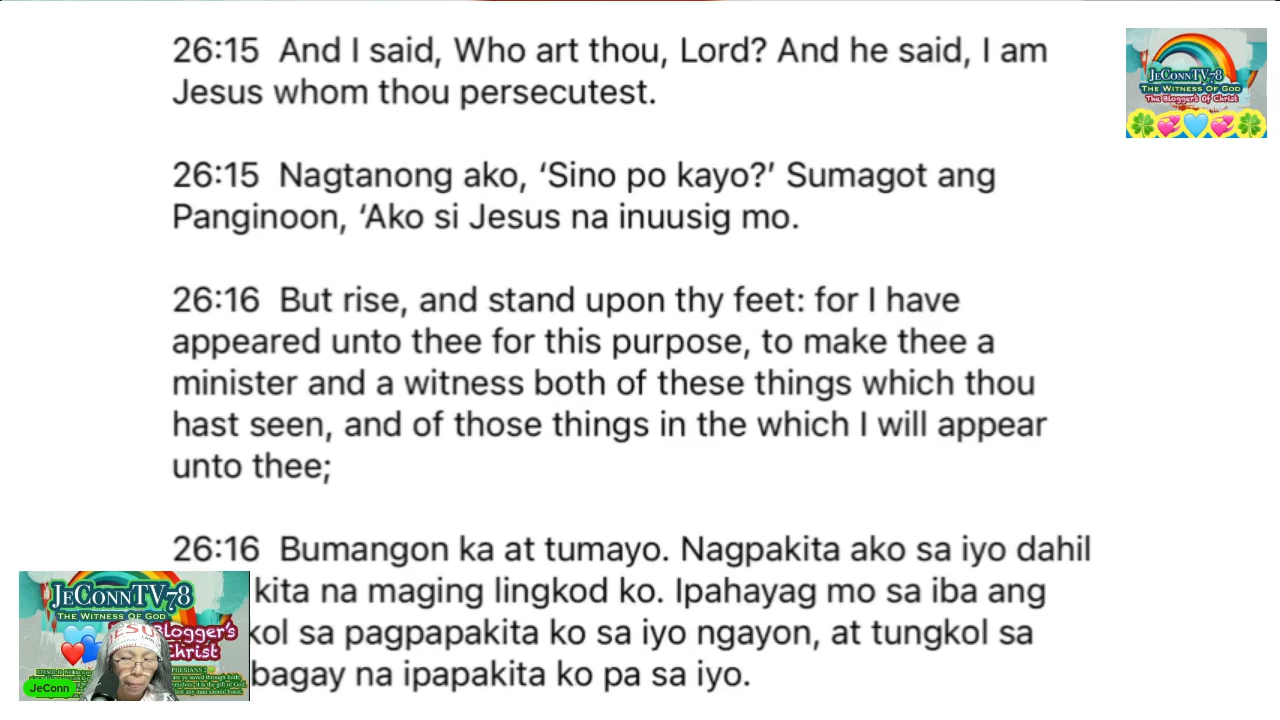 26:15 And I said, Who art thou, Lord? And he said, I am
Jesus whom thou persecutest.
26:15 Nagtanong ako, ‘Sino po kayo?’ Sumagot ang
Panginoon, ‘Ako si Jesus na inuusig mo.
26:16 But rise, and stand upon thy feet: for I have
appeared unto thee for this purpose, to make thee a
minister and a witness both of these things which thou
hast seen, and of those things in the which I will appear
unto thee;
26:16 Bumangon ka at tumayo. Nagpakita ako sa iyo dahil
kita na maging lingkod ko. Ipahayag mo sa iba ang
kol sa pagpapakita ko sa iyo ngayon, at tungkol sa
bagay na ipapakita ko pa sa iyo.
JeConnTV78
The Witness Of God
The Blogger's Of Christ
JeConnTV78
The Witness Of God
Blogger's
Christ
JESUS
JeConn